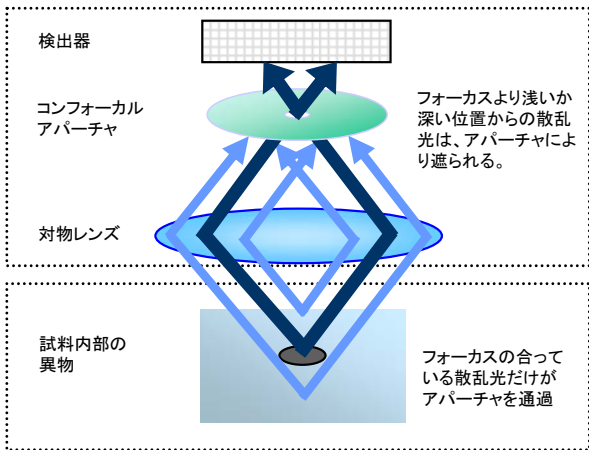 検出器
コンフォーカル
アパーチャ
フォーカスより浅いか
深い位置からの散乱
光は、アパーチャによ
り遮られる。
対物レンズ
試料内部の
異物
フォーカスの合って
いる散乱光だけが
アパーチャを通過